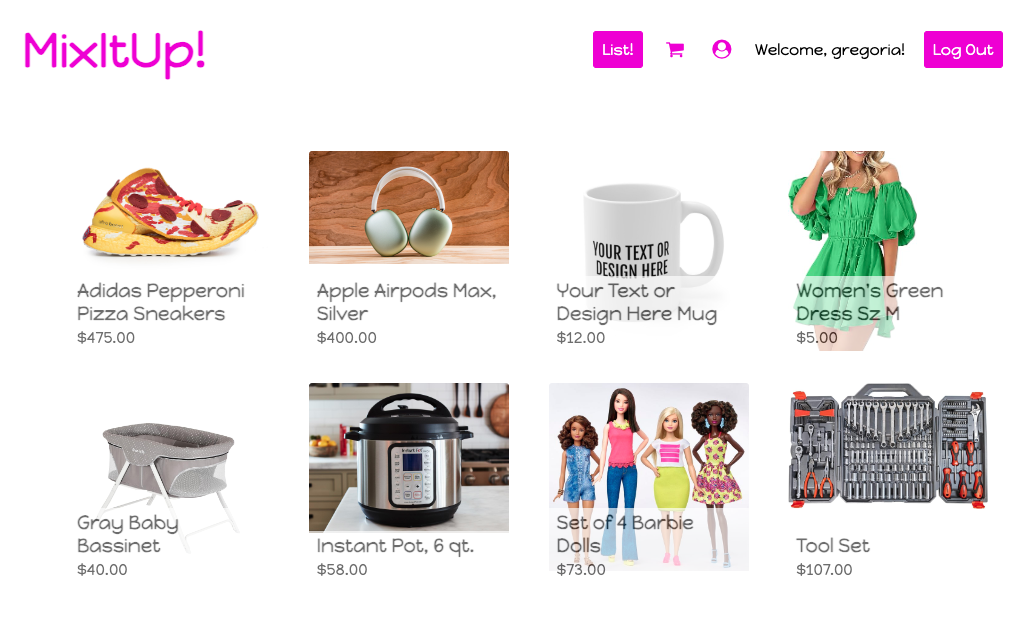 MixItUp!
List!
Welcome, gregoria!
Log Out
YOUR TEXT OR
DESIGN HERE
Adidas Pepperoni
Pizza Sneakers
$475.00
Apple Airpods Max,
Silver
$400.00
Your Text or
Design Here Mug
$12.00
Women's Green
Dress Sz M
$5.00
Instant Pot
Gray Baby
Bassinet
$40.00
Instant Pot, 6 qt.
$58.00
Set of 4 Barbie
Dolls
$73.00
Tool Set
$107.00